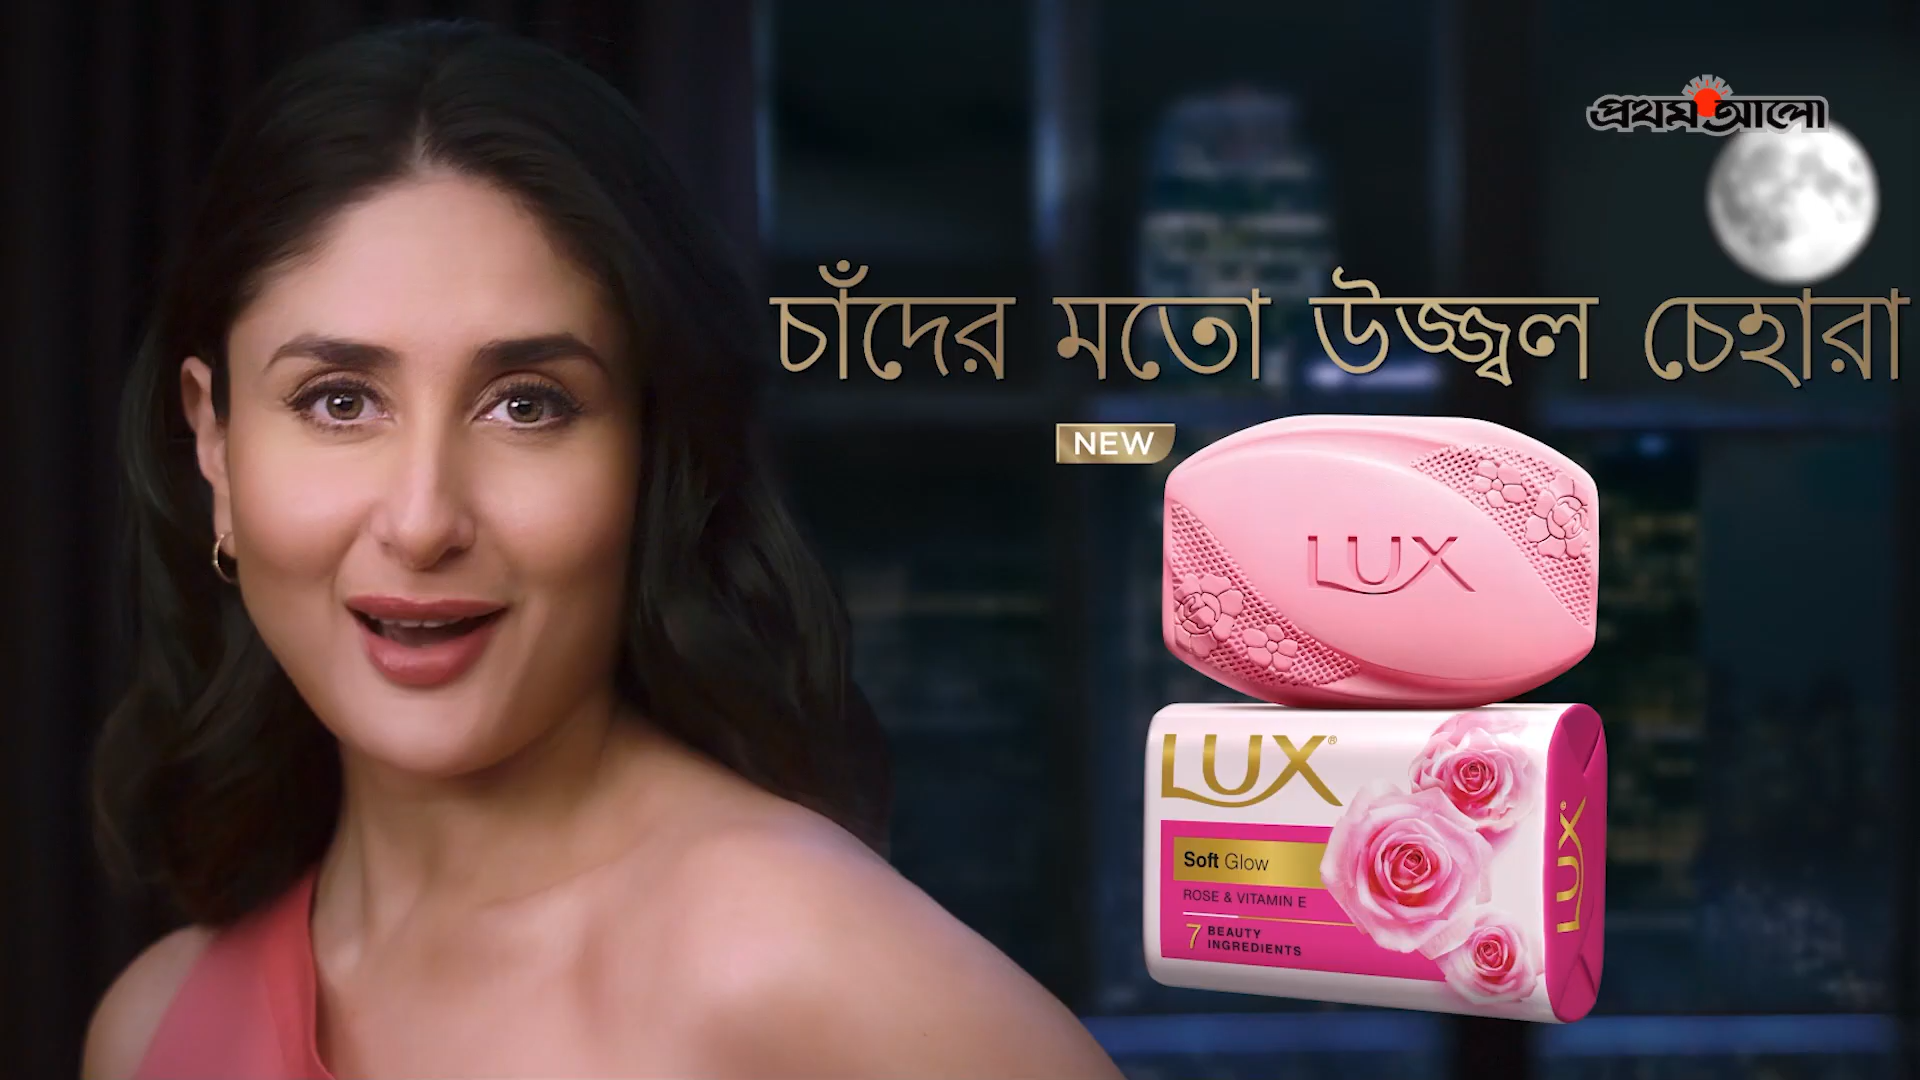 প্রথম আলো
চাঁদের মতো উজ্জ্বল চেহারা
NEW
LUX
LUX®
Soft Glow
ROSE & VITAMIN E
7 BEAUTY
INGREDIENTS
LUX®